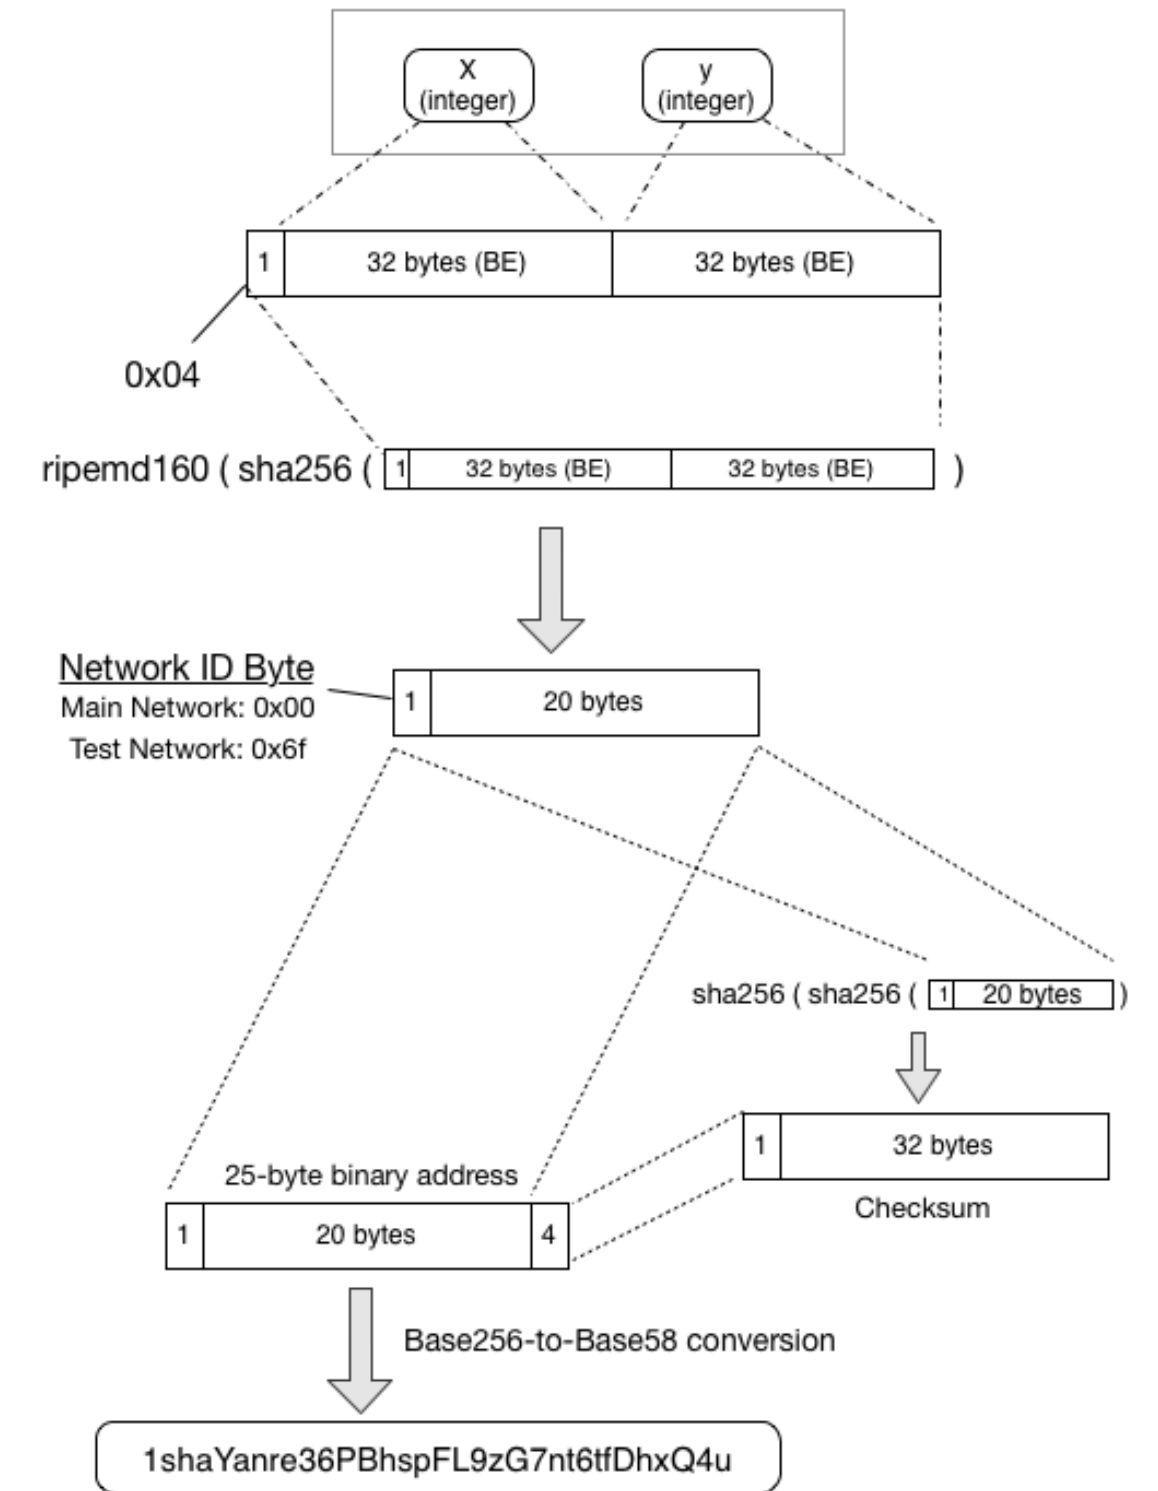 X
(integer)
y
(integer)
1
32 bytes (BE)
32 bytes (BE)
0x04
ripemd160 ( sha256 ( 1 32 bytes (BE) 32 bytes (BE) )
Network ID Byte
Main Network: 0x00
Test Network: 0x6f
1
20 bytes
sha256 ( sha256 ( 1 20 bytes )
1
32 bytes
Checksum
25-byte binary address
1
20 bytes
4
Base256-to-Base58 conversion
1shaYanre36PBhspFL9zG7nt6tfDhxQ4u